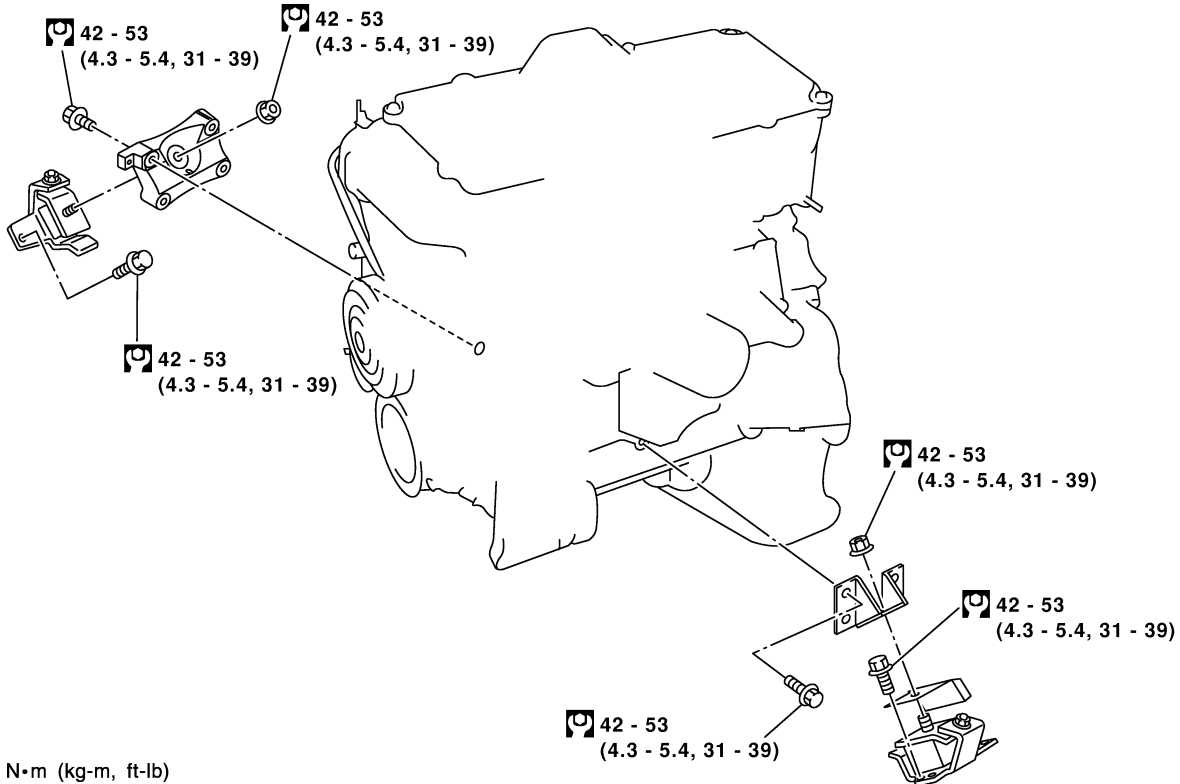 42 - 53
(4.3 - 5.4, 31 - 39)
42 - 53
(4.3 - 5.4, 31 - 39)
42 - 53
(4.3 - 5.4, 31 - 39)
42 - 53
(4.3 - 5.4, 31 - 39)
42 - 53
(4.3 - 5.4, 31 - 39)
42 - 53
(4.3 - 5.4, 31 - 39)
N•m (kg-m, ft-lb)